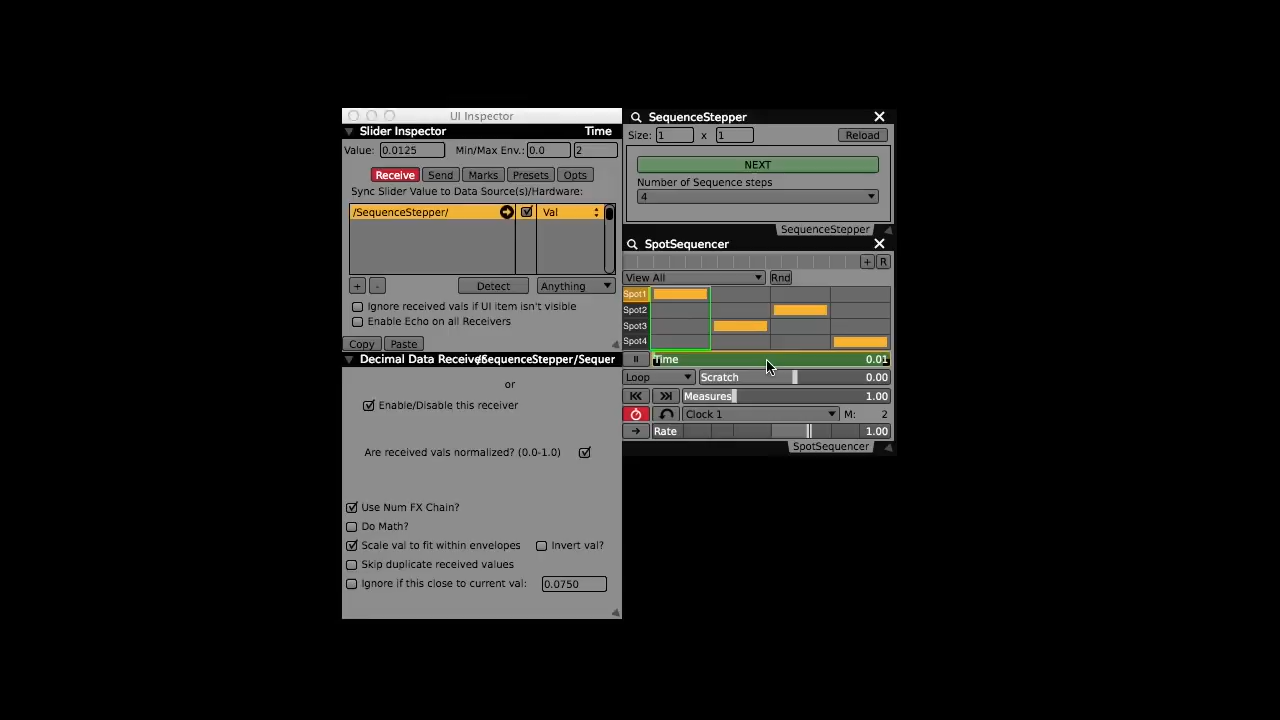 UI Inspector
Slider Inspector Time
Value: 0.0125 Min/Max Env.: 0.0 2
Receive Send Marks Presets Opts
Sync Slider Value to Data Source(s)/Hardware:
/SequenceStepper/ Val
+ - Detect Anything
Ignore received vals if UI item isn't visible
Enable Echo on all Receivers
Copy Paste
Decimal Data Receive /SequenceStepper/Sequer
or
Enable/Disable this receiver
Are received vals normalized? (0.0-1.0)
Use Num FX Chain?
Do Math?
Scale val to fit within envelopes Invert val?
Skip duplicate received values
Ignore if this close to current val: 0.0750
SequenceStepper
Size: 1 x 1 Reload
NEXT
Number of Sequence steps
4
SequenceStepper
SpotSequencer
+ R
View All Rnd
Spot1
Spot2
Spot3
Spot4
Time 0.01
Loop Scratch 0.00
Measures 1.00
Clock 1 M: 2
Rate 1.00
SpotSequencer